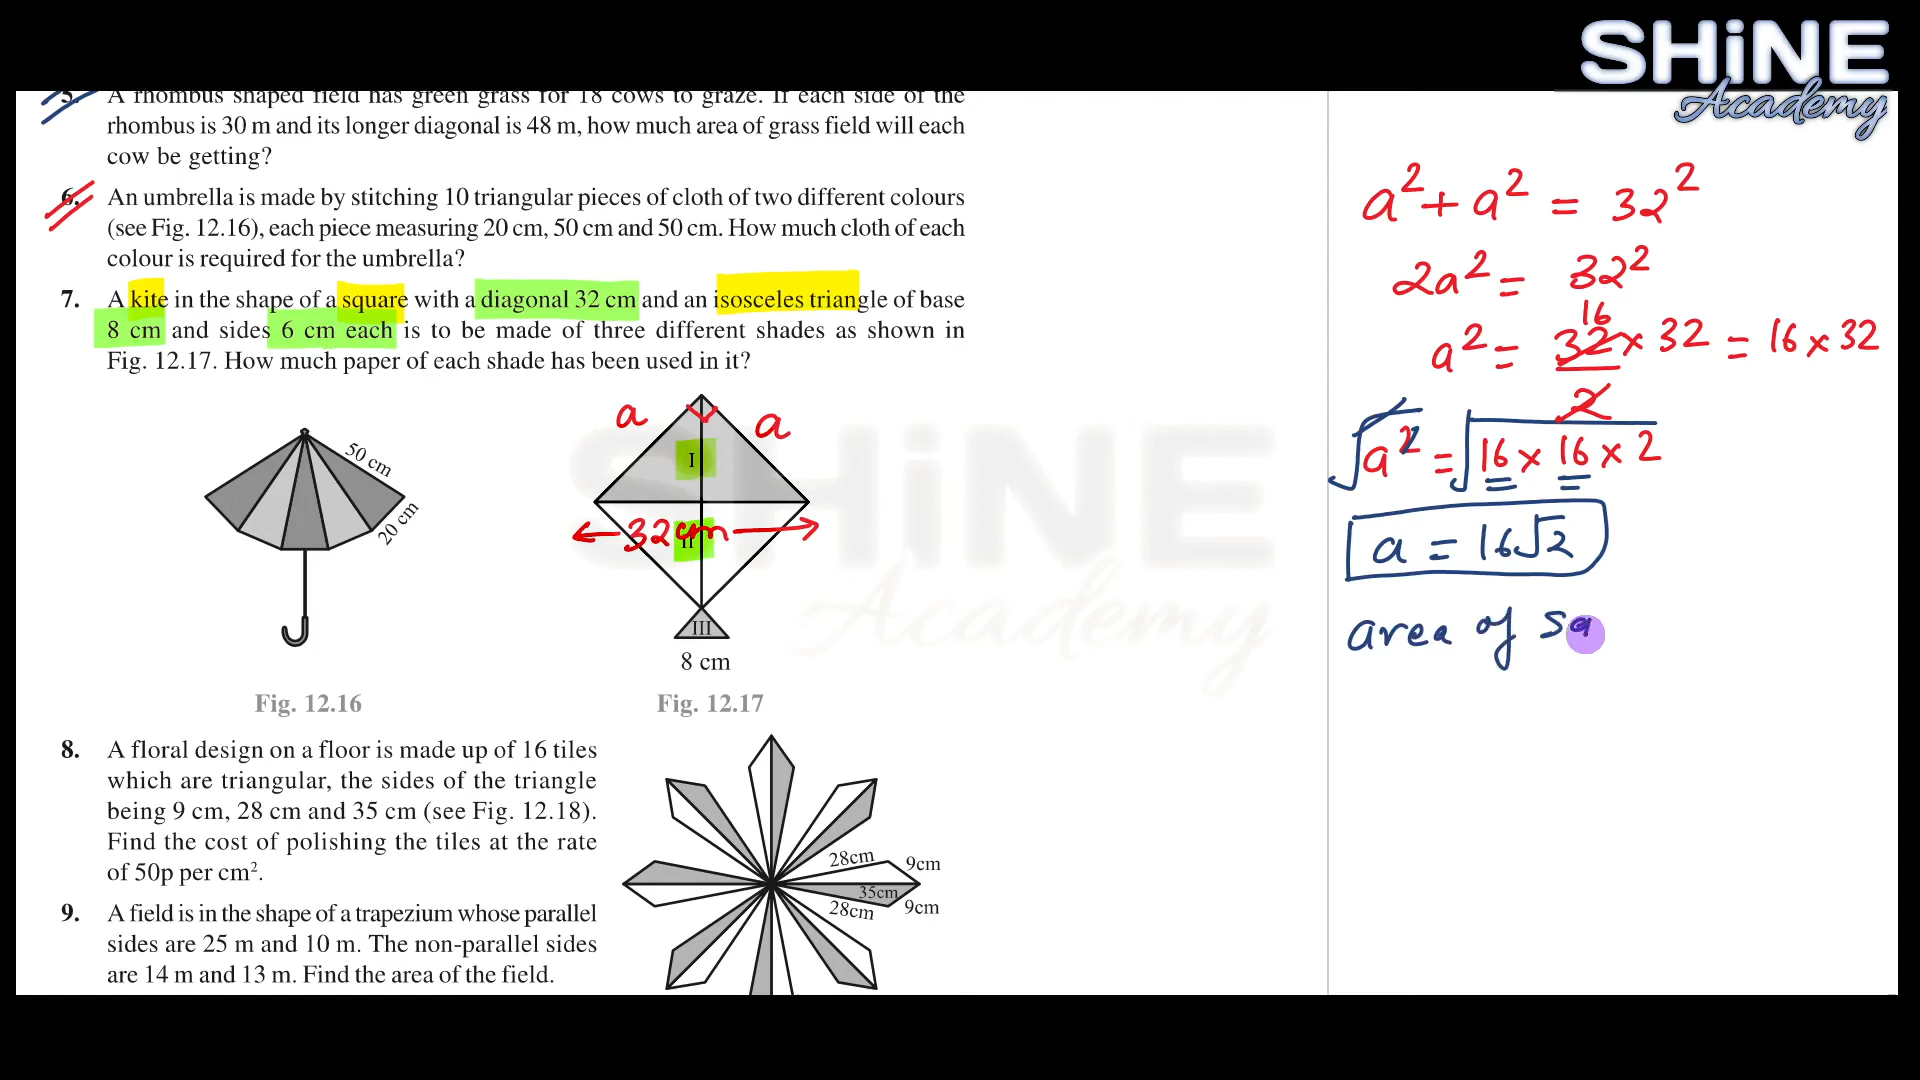 SHiNE
Academy
5. A rhombus shaped field has green grass for 18 cows to graze. If each side of the
rhombus is 30 m and its longer diagonal is 48 m, how much area of grass field will each
cow be getting?
6. An umbrella is made by stitching 10 triangular pieces of cloth of two different colours
(see Fig. 12.16), each piece measuring 20 cm, 50 cm and 50 cm. How much cloth of each
colour is required for the umbrella?
7. A kite in the shape of a square with a diagonal 32 cm and an isosceles triangle of base
8 cm and sides 6 cm each is to be made of three different shades as shown in
Fig. 12.17. How much paper of each shade has been used in it?
50 cm
20 cm
Fig. 12.16
a a
I
32cm
II
III
8 cm
Fig. 12.17
SHiNE
Academy
8. A floral design on a floor is made up of 16 tiles
which are triangular, the sides of the triangle
being 9 cm, 28 cm and 35 cm (see Fig. 12.18).
Find the cost of polishing the tiles at the rate
of 50p per cm².
28cm 9cm
35cm
28cm 9cm
9. A field is in the shape of a trapezium whose parallel
sides are 25 m and 10 m. The non-parallel sides
are 14 m and 13 m. Find the area of the field.
a² + a² = 32²
2a² = 32²
16
a² = 32 × 32 = 16 × 32
2
√a² = √16 × 16 × 2
a = 16√2
area of sq